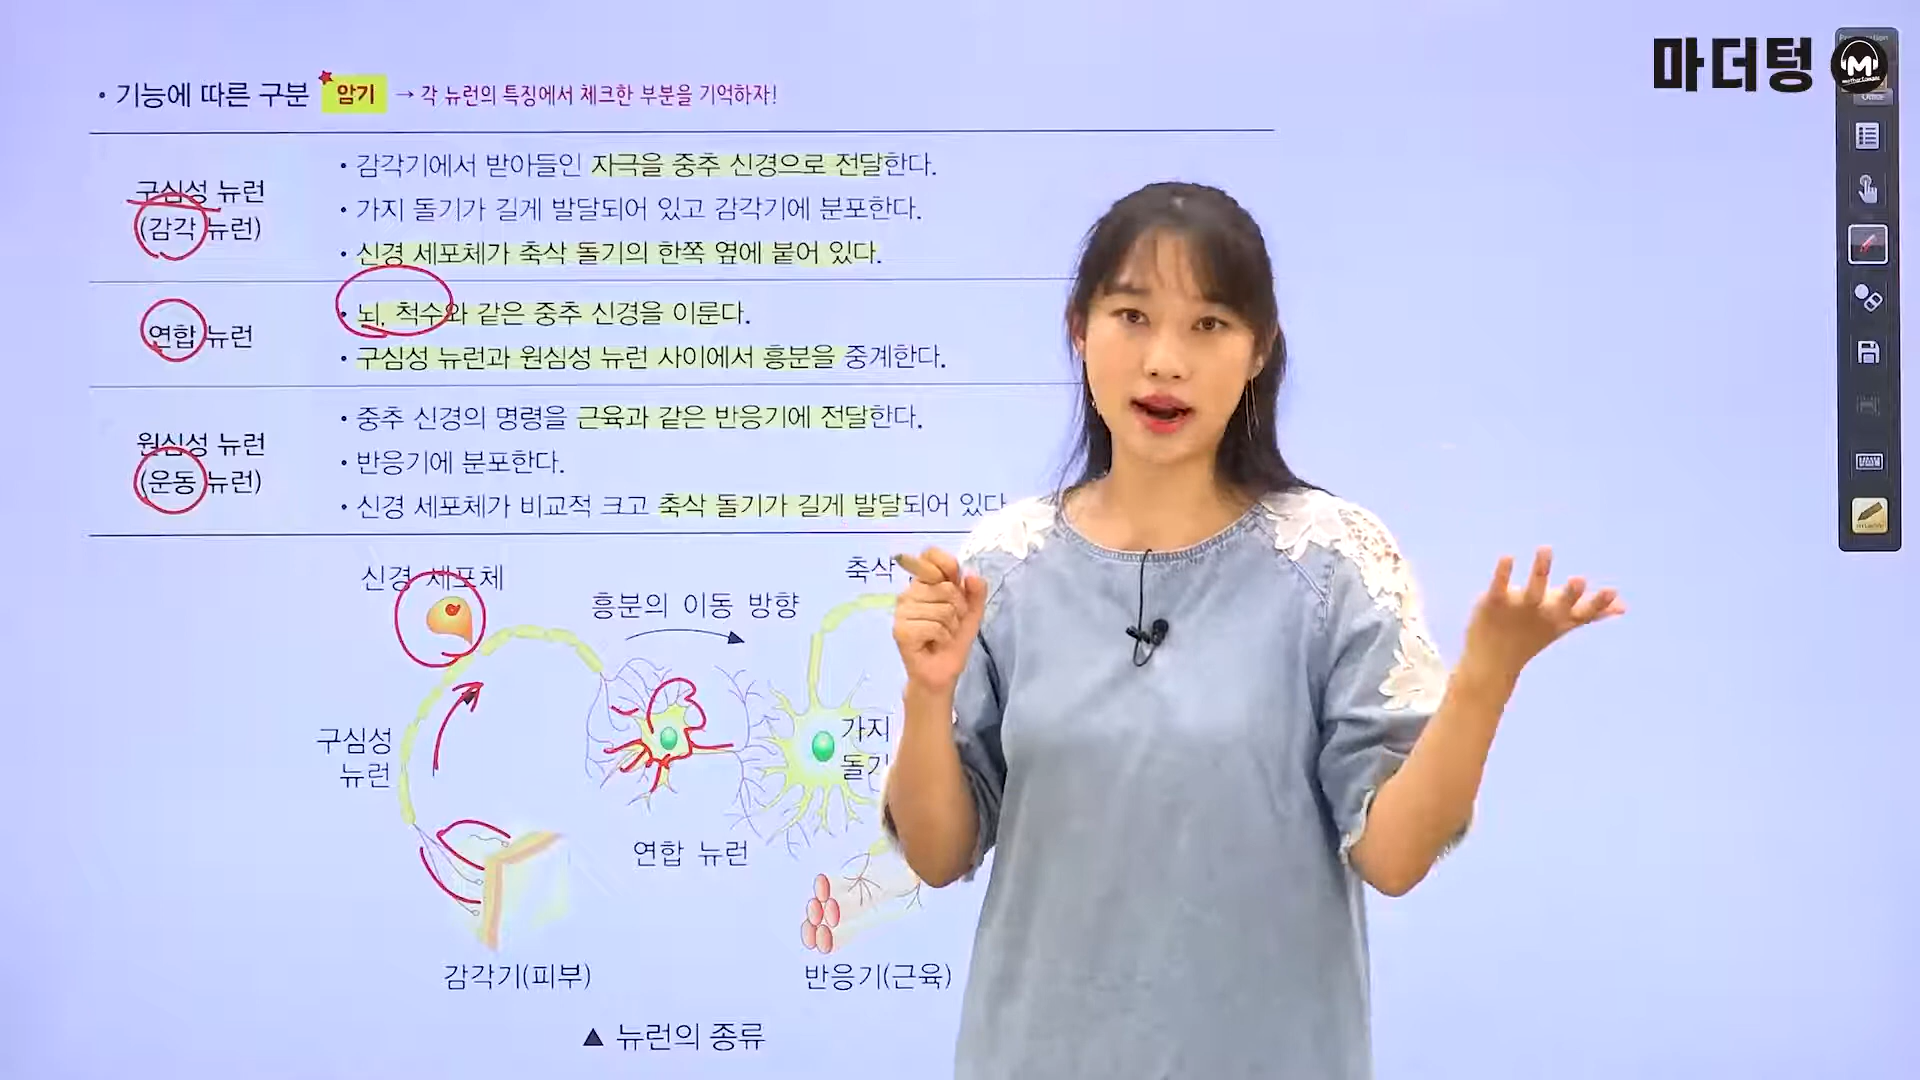 마더텅
• 기능에 따른 구분 암기 → 각 뉴런의 특징에서 체크한 부분을 기억하자!
구심성 뉴런
(감각 뉴런)
• 감각기에서 받아들인 자극을 중추 신경으로 전달한다.
• 가지 돌기가 길게 발달되어 있고 감각기에 분포한다.
• 신경 세포체가 축삭 돌기의 한쪽 옆에 붙어 있다.
연합 뉴런
• 뇌, 척수와 같은 중추 신경을 이룬다.
• 구심성 뉴런과 원심성 뉴런 사이에서 흥분을 중계한다.
원심성 뉴런
(운동 뉴런)
• 중추 신경의 명령을 근육과 같은 반응기에 전달한다.
• 반응기에 분포한다.
• 신경 세포체가 비교적 크고 축삭 돌기가 길게 발달되어 있다
신경 세포체
흥분의 이동 방향
축삭
구심성
뉴런
가지
돌기
연합 뉴런
감각기(피부)
반응기(근육)
▲ 뉴런의 종류